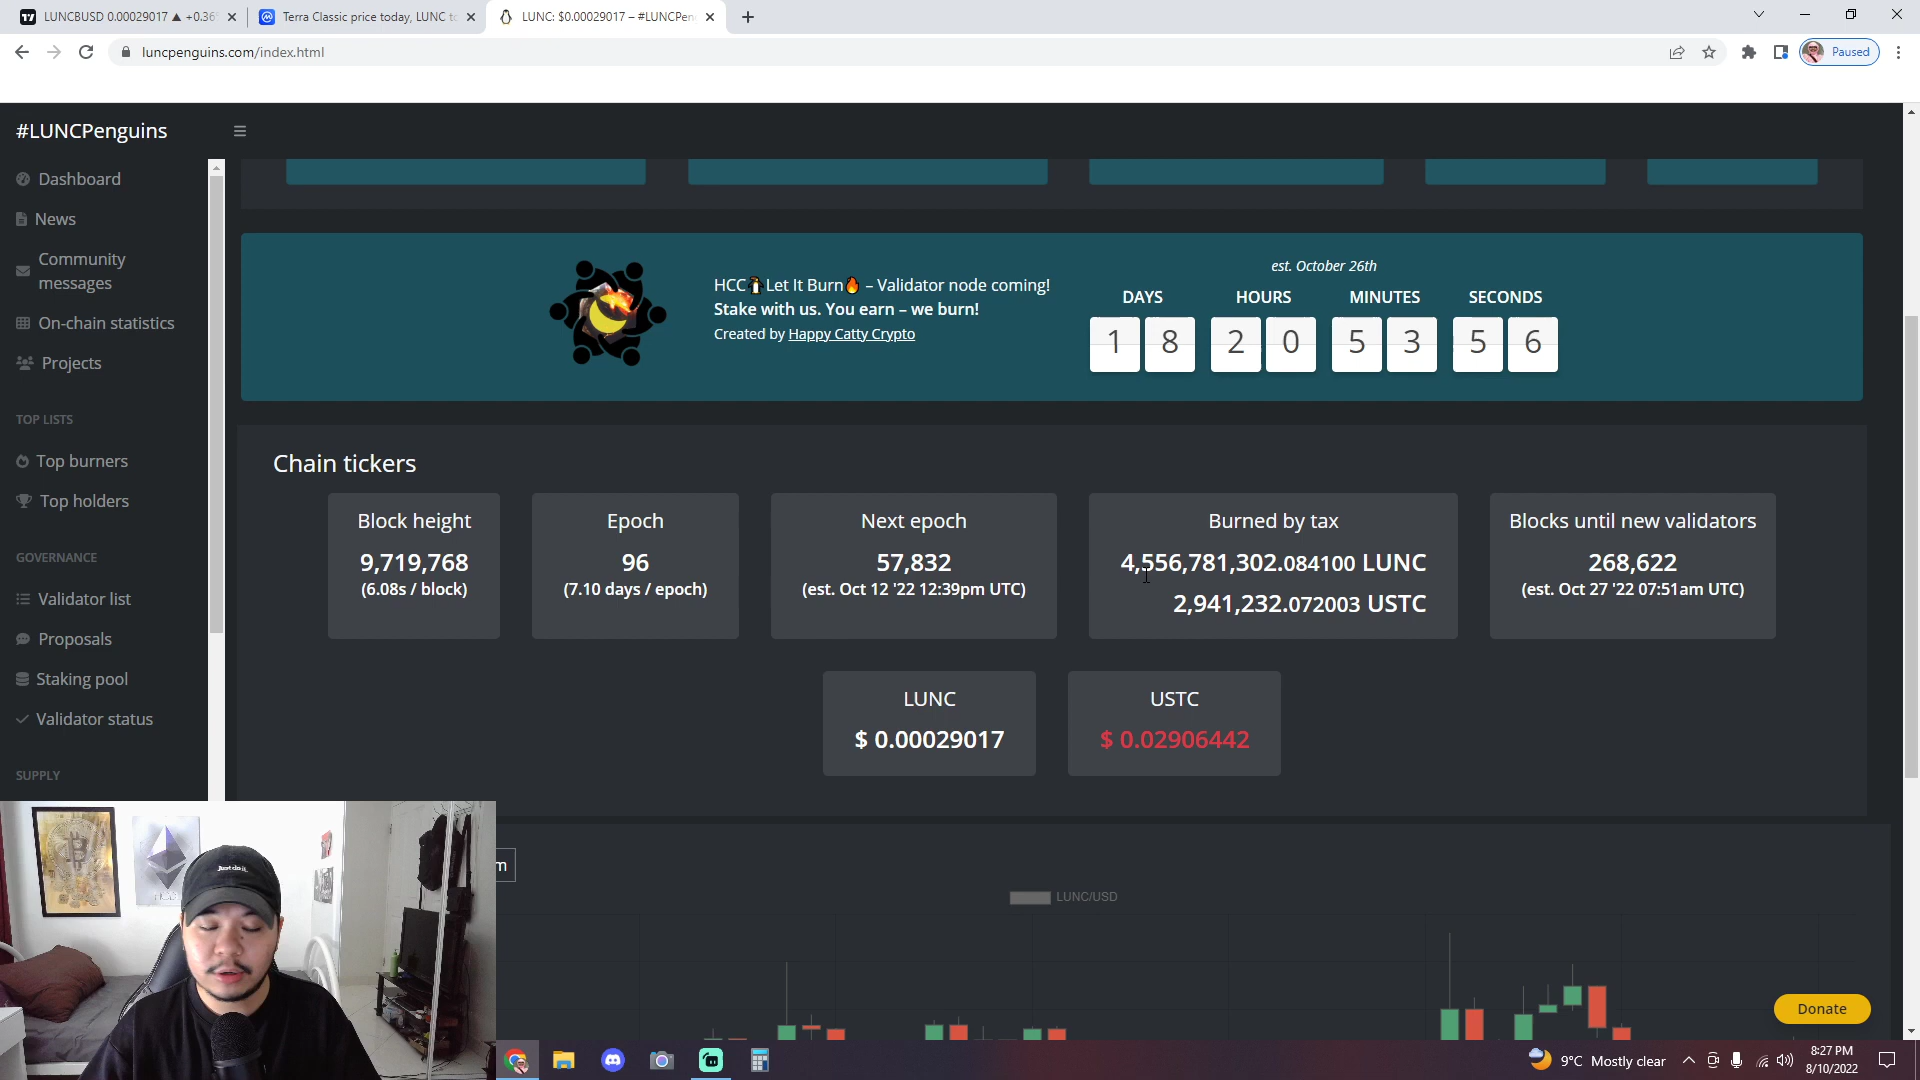 LUNCBUSD 0.00029017 ▲ +0.36
Terra Classic price today, LUNC to
LUNC: $0.00029017 – #LUNCPen
luncpenguins.com/index.html
Paused
#LUNCPenguins
Dashboard
News
Community
messages
On-chain statistics
Projects
TOP LISTS
Top burners
Top holders
GOVERNANCE
Validator list
Proposals
Staking pool
Validator status
SUPPLY
HCC🐧Let It Burn🔥 – Validator node coming!
Stake with us. You earn – we burn!
Created by Happy Catty Crypto
est. October 26th
DAYS HOURS MINUTES SECONDS
1 8 2 0 5 3 5 6
Chain tickers
Block height
9,719,768
(6.08s / block)
Epoch
96
(7.10 days / epoch)
Next epoch
57,832
(est. Oct 12 '22 12:39pm UTC)
Burned by tax
4,556,781,302.084100 LUNC
2,941,232.072003 USTC
Blocks until new validators
268,622
(est. Oct 27 '22 07:51am UTC)
LUNC
$ 0.00029017
USTC
$ 0.02906442
m
LUNC/USD
Just do it.
Donate
9°C Mostly clear
8:27 PM
8/10/2022